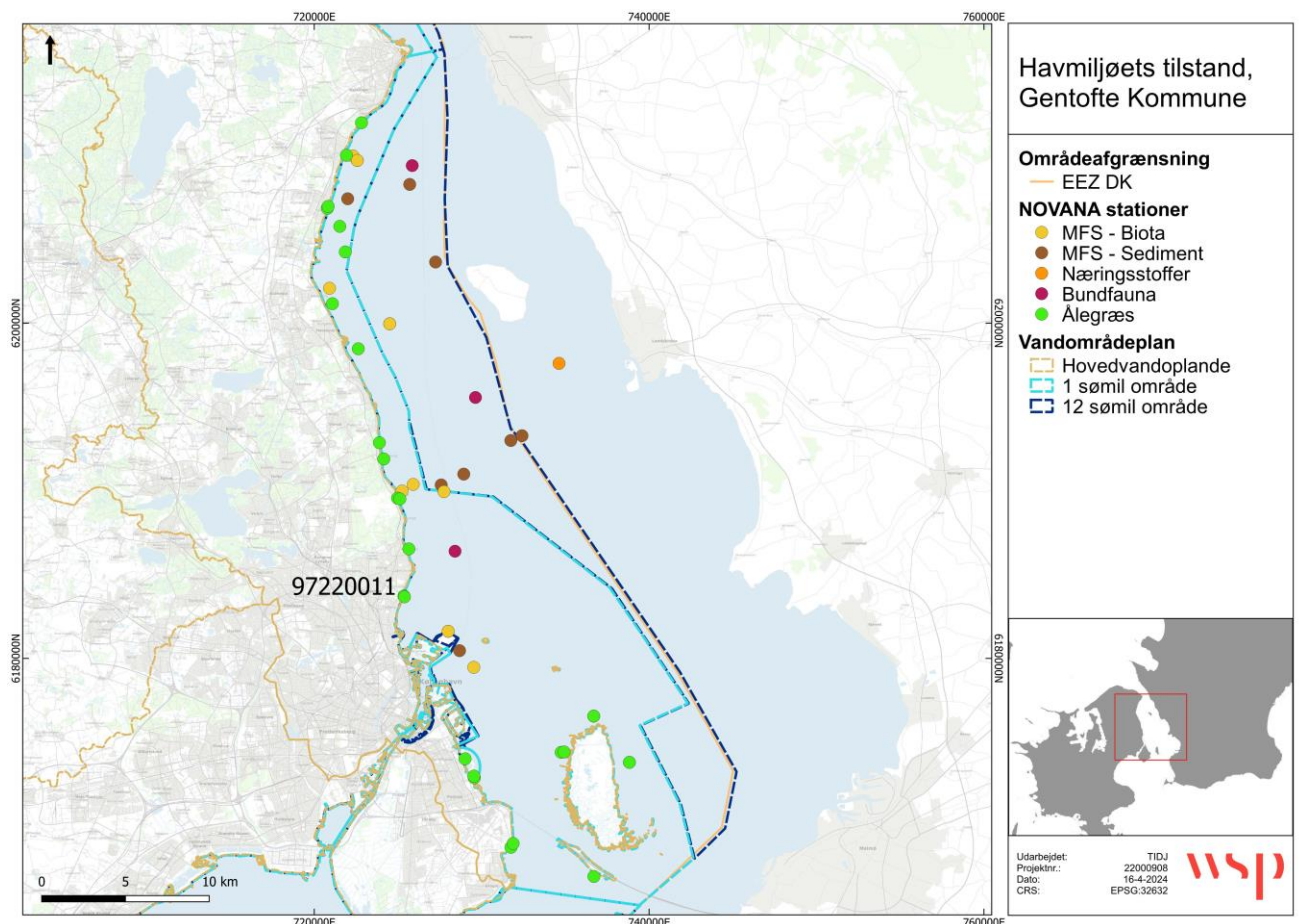 720000E
740000E
760000E
6200000N
6180000N
97220011
København
0 5 10 km
6200000N
6180000N
720000E
740000E
760000E
Havmiljøets tilstand,
Gentofte Kommune
Områdeafgrænsning
EEZ DK
NOVANA stationer
MFS - Biota
MFS - Sediment
Næringsstoffer
Bundfauna
Ålegræs
Vandområdeplan
Hovedvandoplande
1 sømil område
12 sømil område
Udarbejdet: TIDJ
Projektnr.: 22000908
Dato: 16-4-2024
CRS: EPSG:32632
wsp